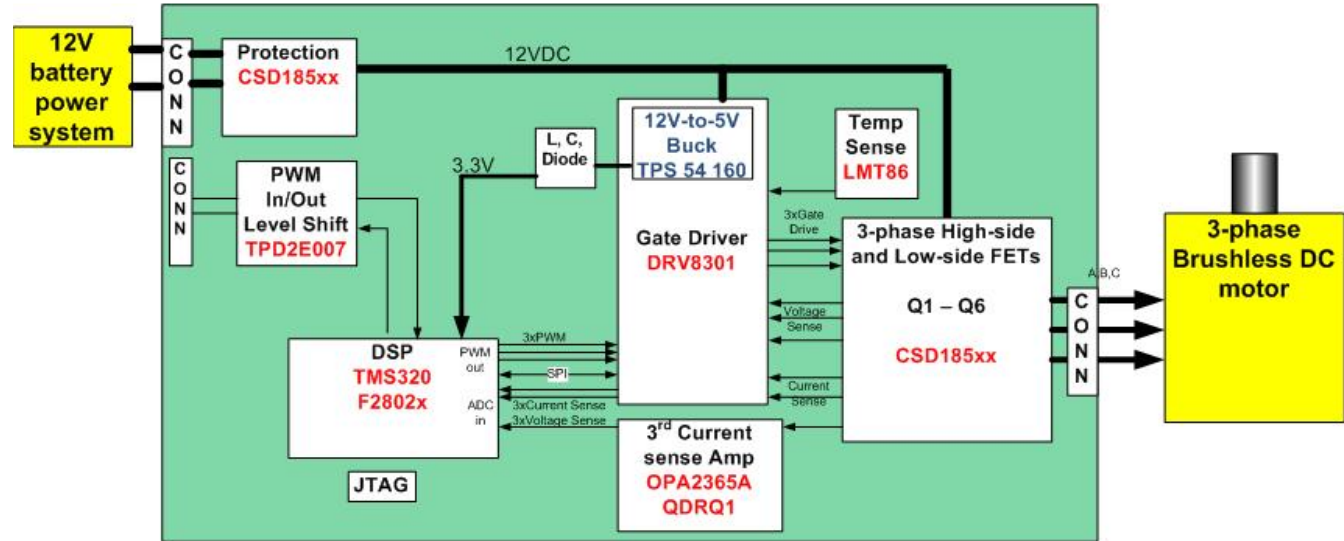 12V
battery
power
system
C
O
N
N
Protection
CSD185xx
12VDC
12V-to-5V
Buck
TPS 54 160
Temp
Sense
LMT86
L, C,
Diode
3.3V
C
O
N
N
PWM
In/Out
Level Shift
TPD2E007
Gate Driver
DRV8301
3xGate
Drive
3-phase High-side
and Low-side FETs
Q1 – Q6
CSD185xx
Voltage
Sense
Current
Sense
A,B,C
C
O
N
N
3-phase
Brushless DC
motor
DSP
TMS320
F2802x
PWM
out
ADC
in
3xPWM
SPI
3xCurrent Sense
3xVoltage Sense
3rd Current
sense Amp
OPA2365A
QDRQ1
JTAG